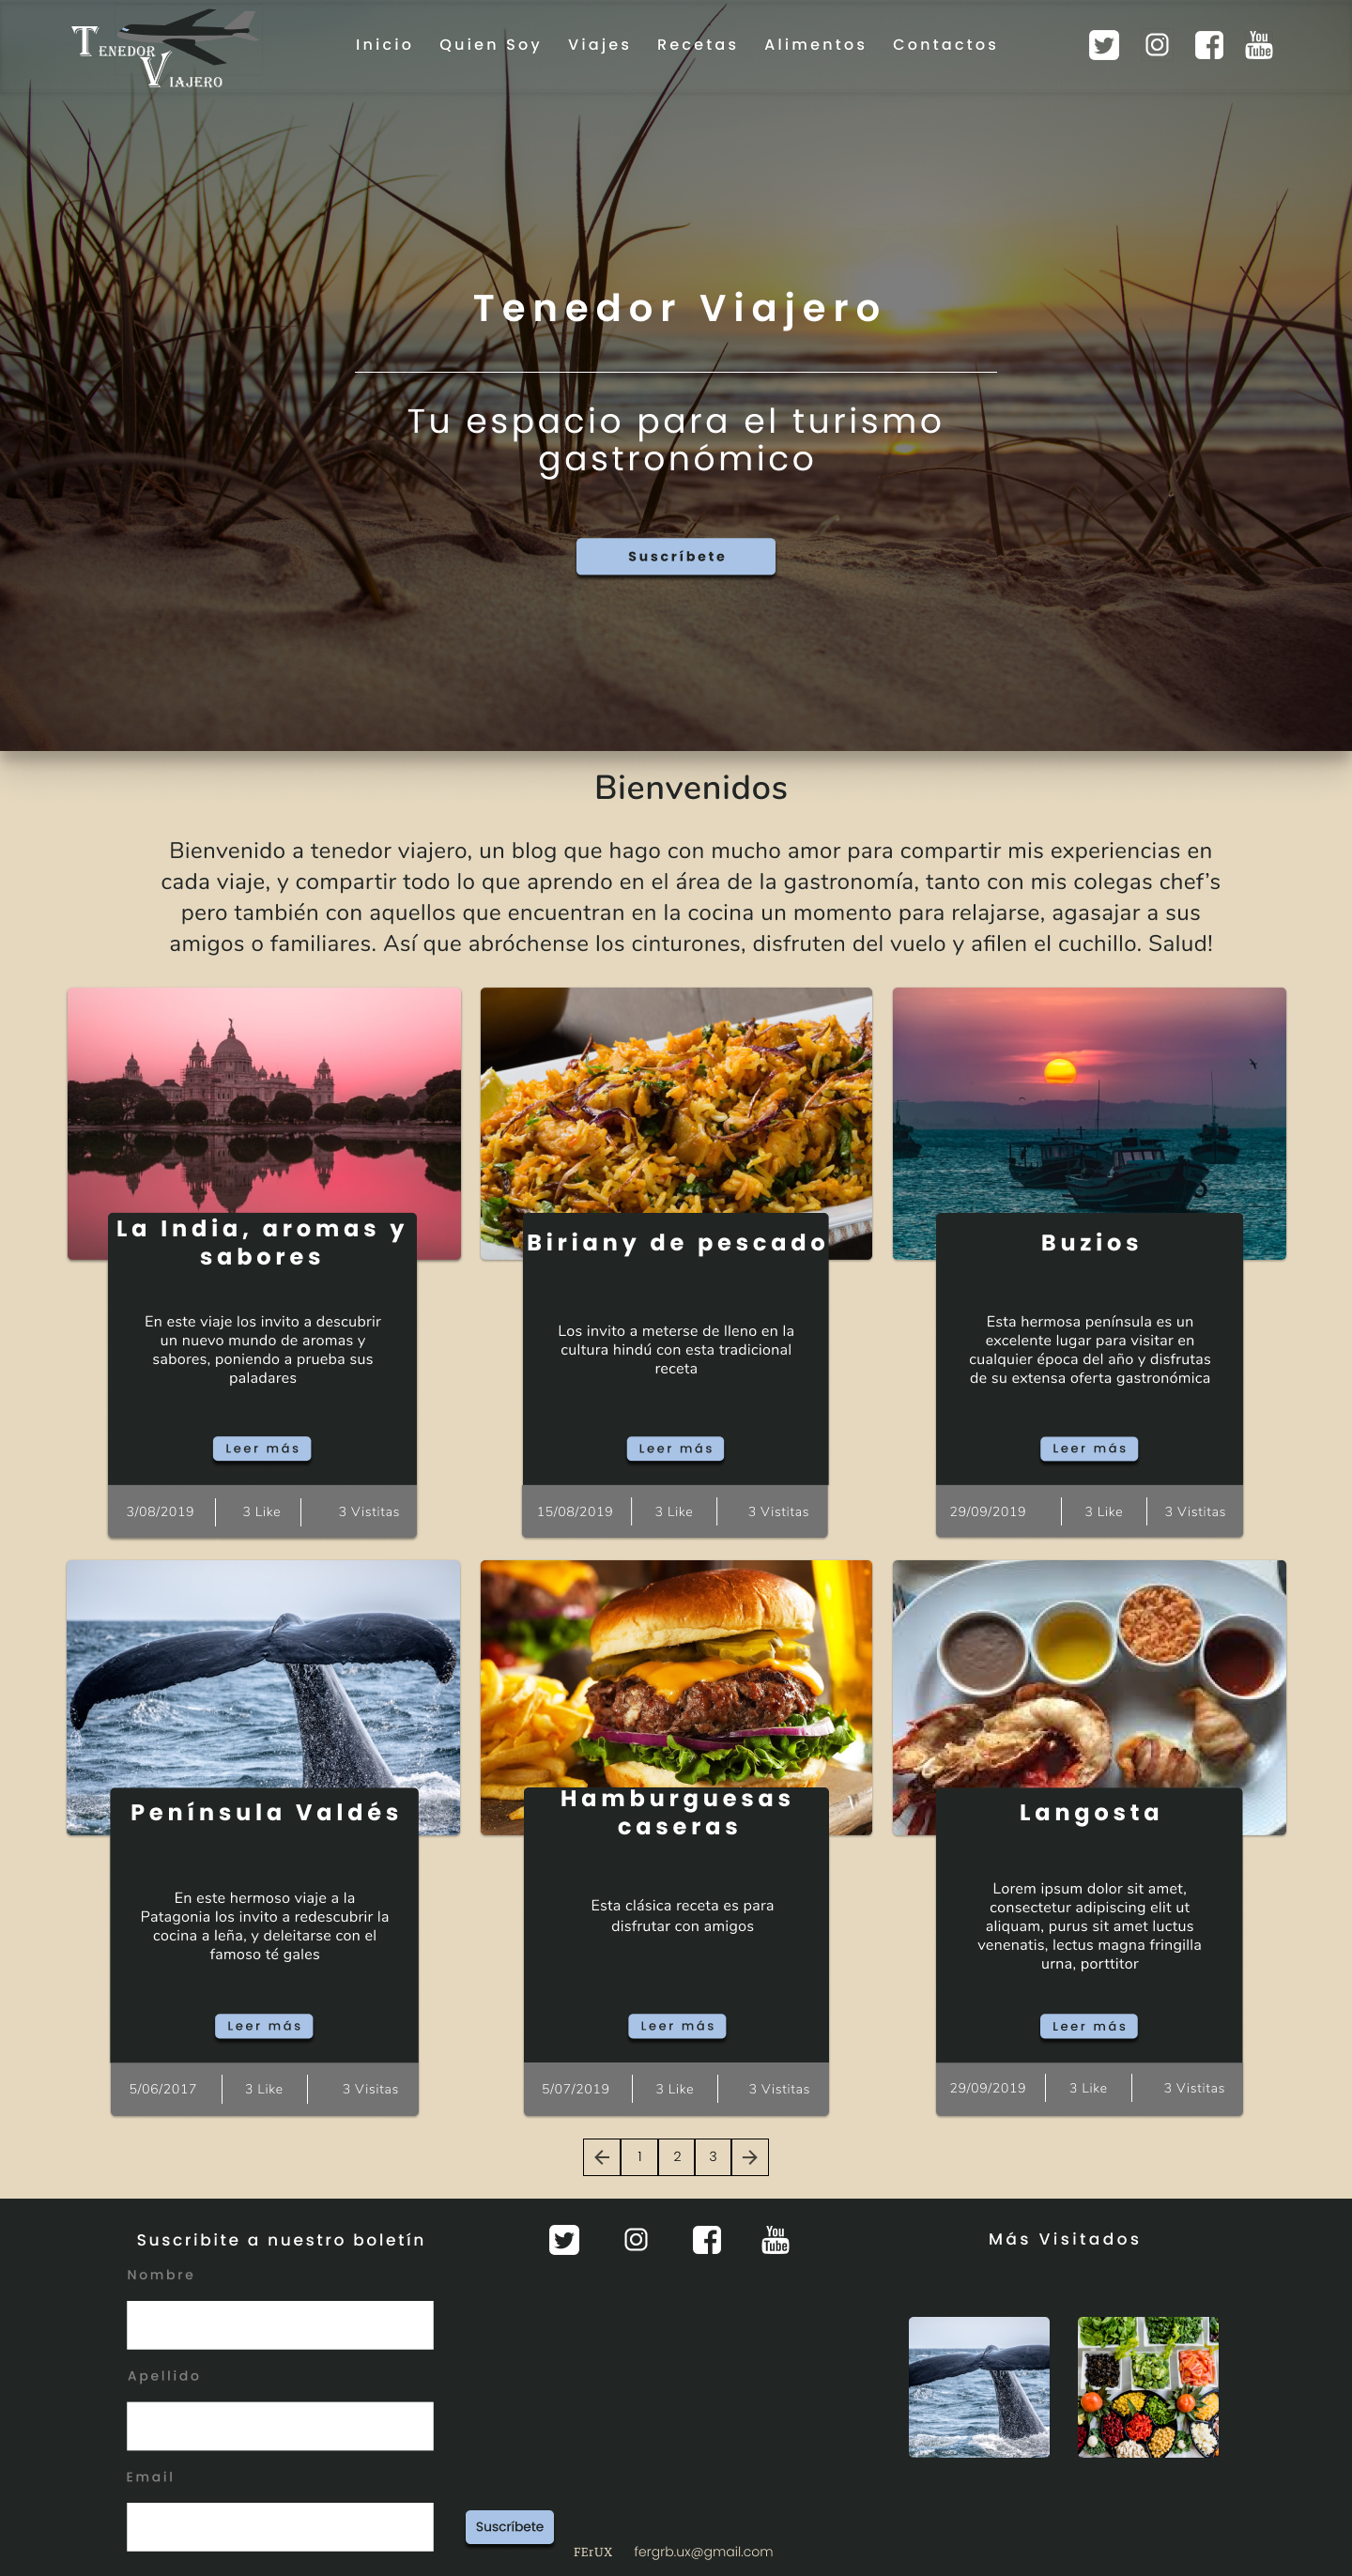 Tenedor
Viajero
Inicio Quien Soy Viajes Recetas Alimentos Contactos
You
Tube
Tenedor Viajero
Tu espacio para el turismo
gastronómico
Suscríbete
Bienvenidos
Bienvenido a tenedor viajero, un blog que hago con mucho amor para compartir mis experiencias en
cada viaje, y compartir todo lo que aprendo en el área de la gastronomía, tanto con mis colegas chef’s
pero también con aquellos que encuentran en la cocina un momento para relajarse, agasajar a sus
amigos o familiares. Así que abróchense los cinturones, disfruten del vuelo y afilen el cuchillo. Salud!
La India, aromas y
sabores
En este viaje los invito a descubrir
un nuevo mundo de aromas y
sabores, poniendo a prueba sus
paladares
Leer más
3/08/2019 3 Like 3 Vistitas
Biriany de pescado
Los invito a meterse de lleno en la
cultura hindú con esta tradicional
receta
Leer más
15/08/2019 3 Like 3 Vistitas
Buzios
Esta hermosa península es un
excelente lugar para visitar en
cualquier época del año y disfrutas
de su extensa oferta gastronómica
Leer más
29/09/2019 3 Like 3 Vistitas
Península Valdés
En este hermoso viaje a la
Patagonia los invito a redescubrir la
cocina a leña, y deleitarse con el
famoso té gales
Leer más
5/06/2017 3 Like 3 Visitas
Hamburguesas
caseras
Esta clásica receta es para
disfrutar con amigos
Leer más
5/07/2019 3 Like 3 Vistitas
Langosta
Lorem ipsum dolor sit amet,
consectetur adipiscing elit ut
aliquam, purus sit amet luctus
venenatis, lectus magna fringilla
urna, porttitor
Leer más
29/09/2019 3 Like 3 Vistitas
1 2 3
Suscribite a nuestro boletín
Nombre
Apellido
Email
Suscríbete
You
Tube
FErUX fergrb.ux@gmail.com
Más Visitados